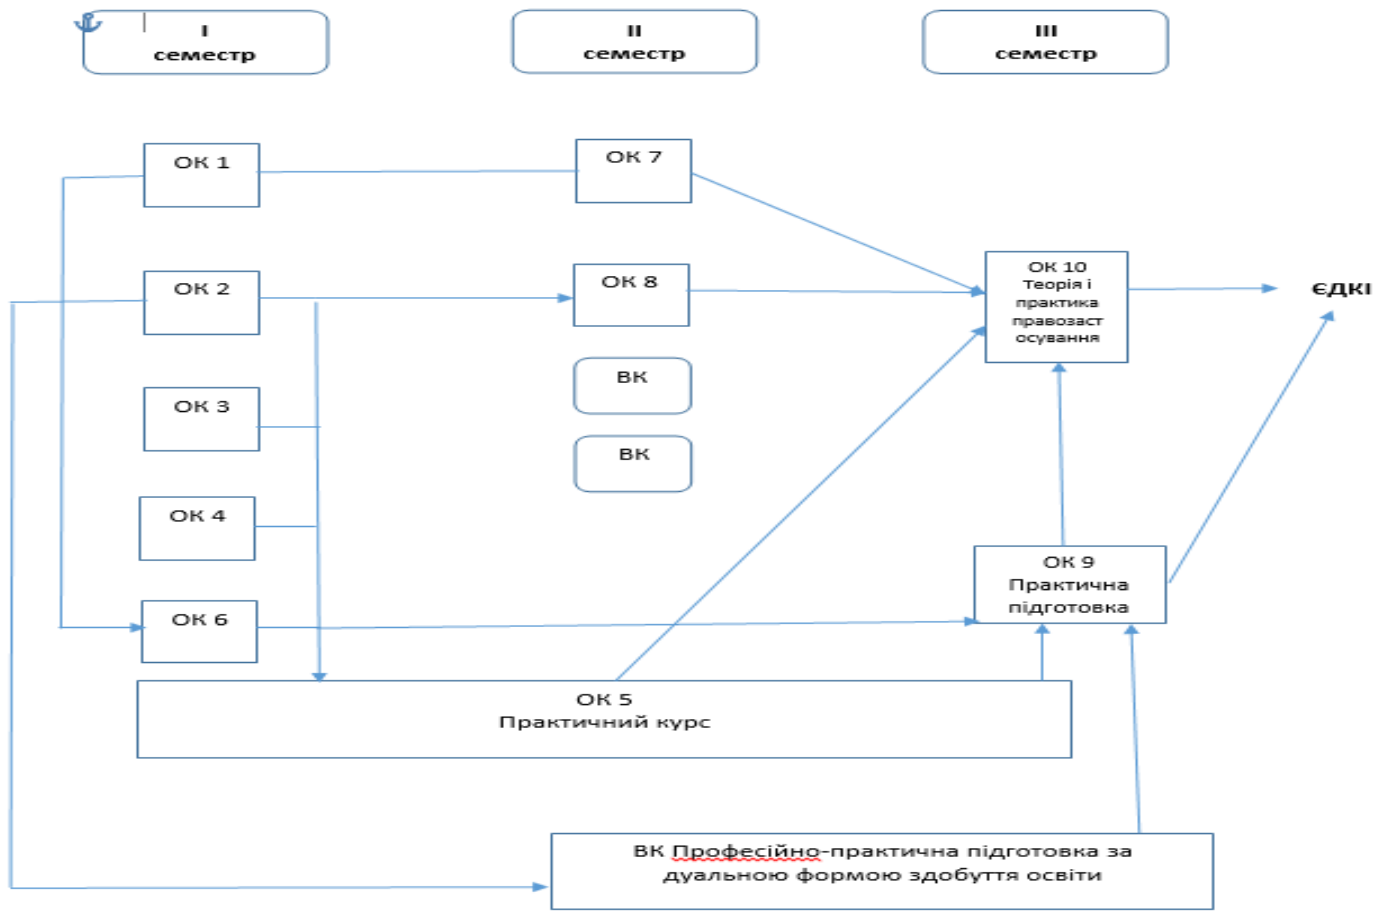 I
семестр
II
семестр
III
семестр
ОК 1
ОК 7
ОК 2
ОК 8
ОК 10
Теорія і
практика
правозаст
осування
ЄДКІ
ВК
ОК 3
ВК
ОК 4
ОК 9
Практична
підготовка
ОК 6
ОК 5
Практичний курс
ВК Професійно-практична підготовка за
дуальною формою здобуття освіти